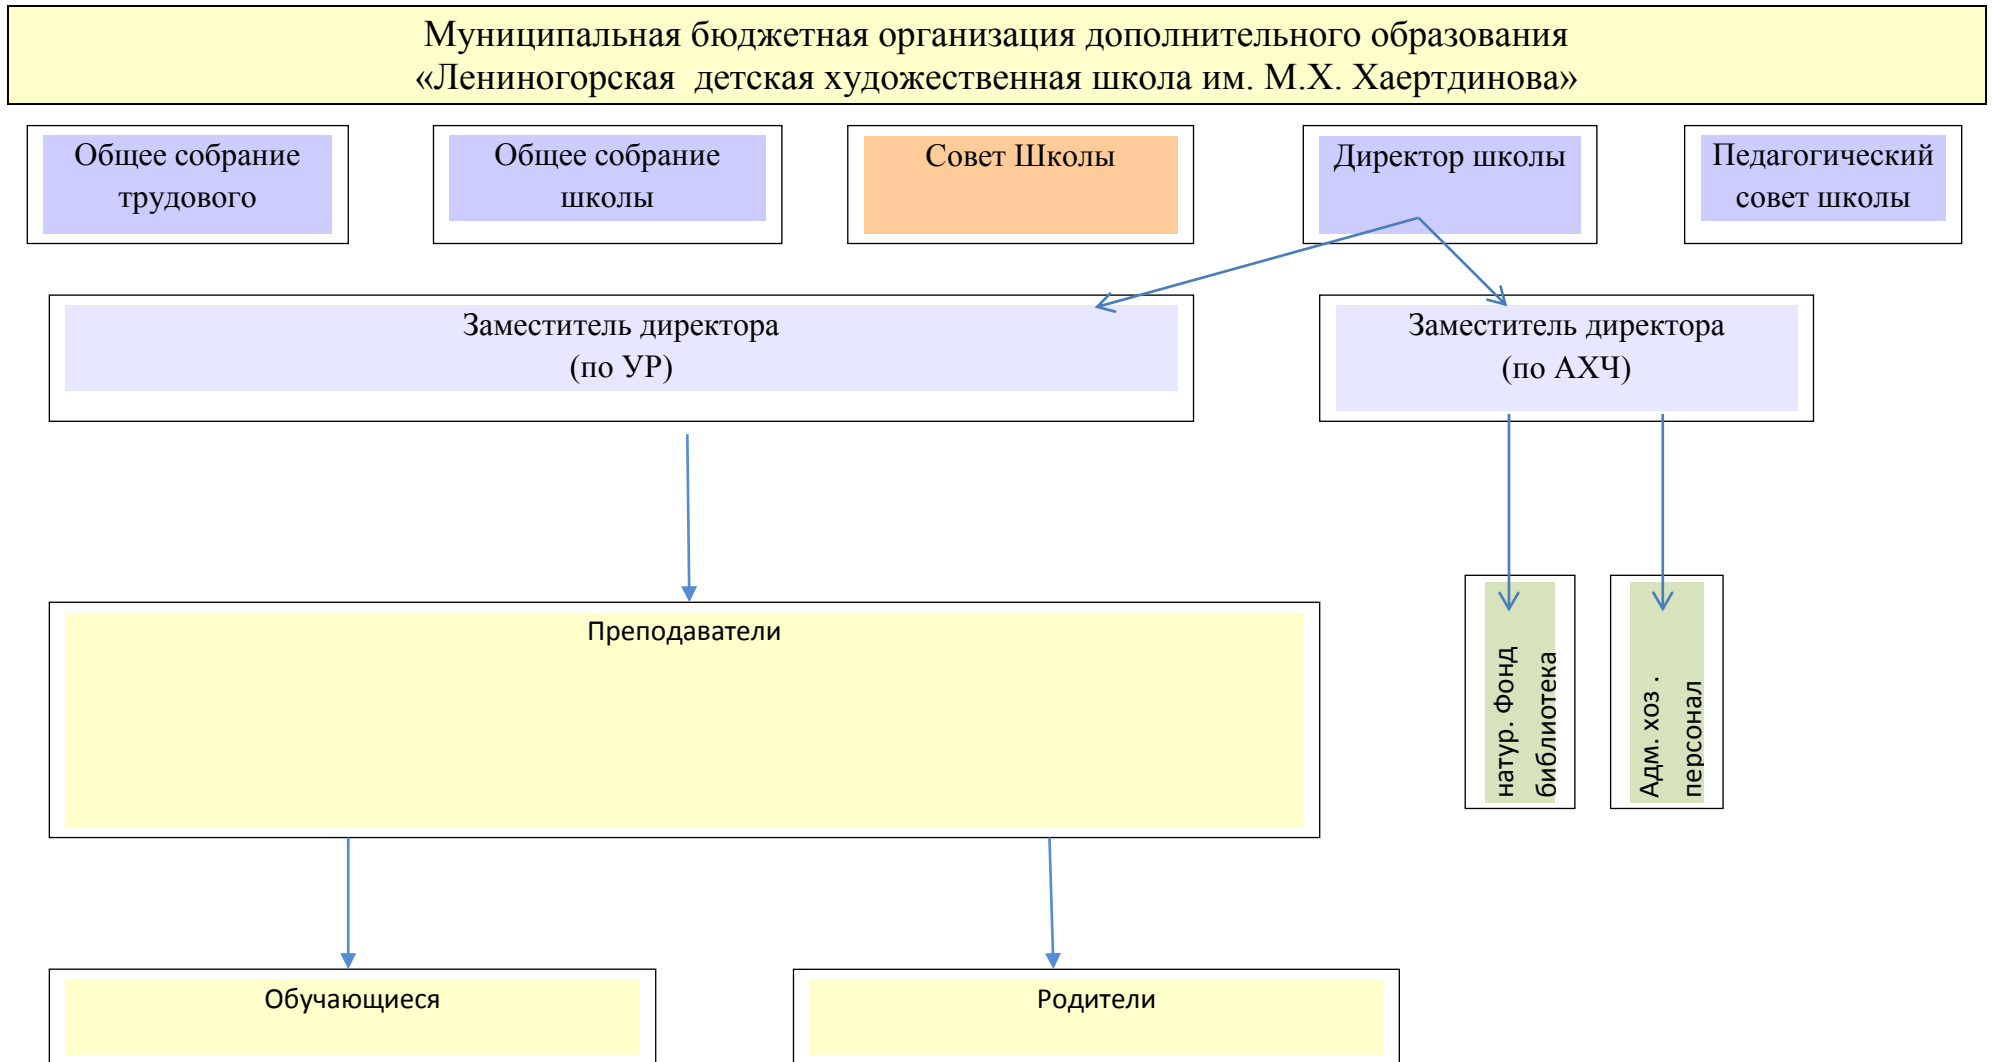 Муниципальная бюджетная организация дополнительного образования
«Лениногорская детская художественная школа им. М.Х. Хаертдинова»
Общее собрание
трудового
Общее собрание
школы
Совет Школы
Директор школы
Педагогический
совет школы
Заместитель директора
(по УР)
Заместитель директора
(по АХЧ)
Преподаватели
натур. Фонд
библиотека
Адм. хоз .
персонал
Обучающиеся
Родители